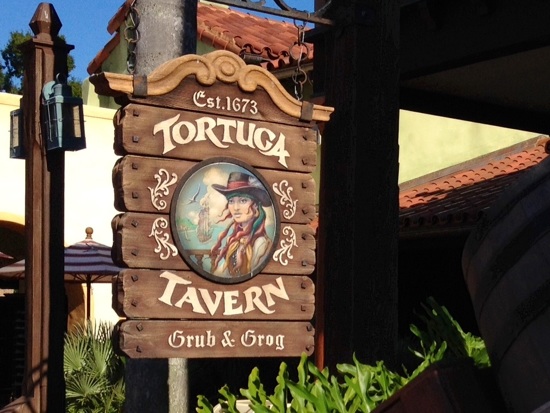 Est. 1673
TORTUGA
TAVERN
Grub & Grog